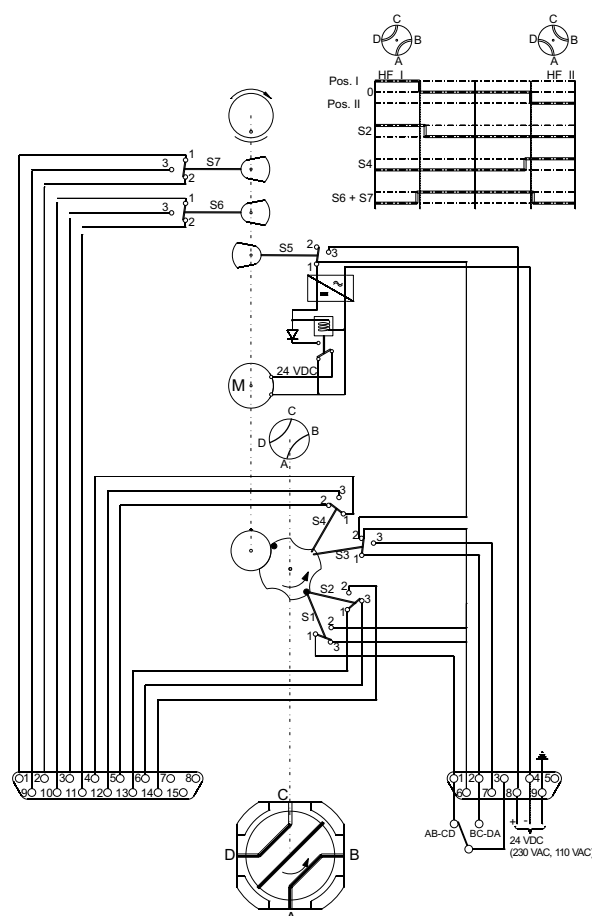 C
D B
A
C
D B
A
HF I HF II
Pos. I
0
Pos. II
S2
S4
S6 + S7
1
3 S7
2
1
3 S6
2
S5 2 3
1
~
24 VDC
M
C
D B
A
3
2
1
S4
2
3
S3
1
S2 2
3
1
S1
2
1
3
1 2 3 4 5 6 7 8
9 10 11 12 13 14 15
1 2 3 4 5
6 7 8 9
C
D B
A
+ -
AB-CD BC-DA
24 VDC
(230 VAC, 110 VAC)